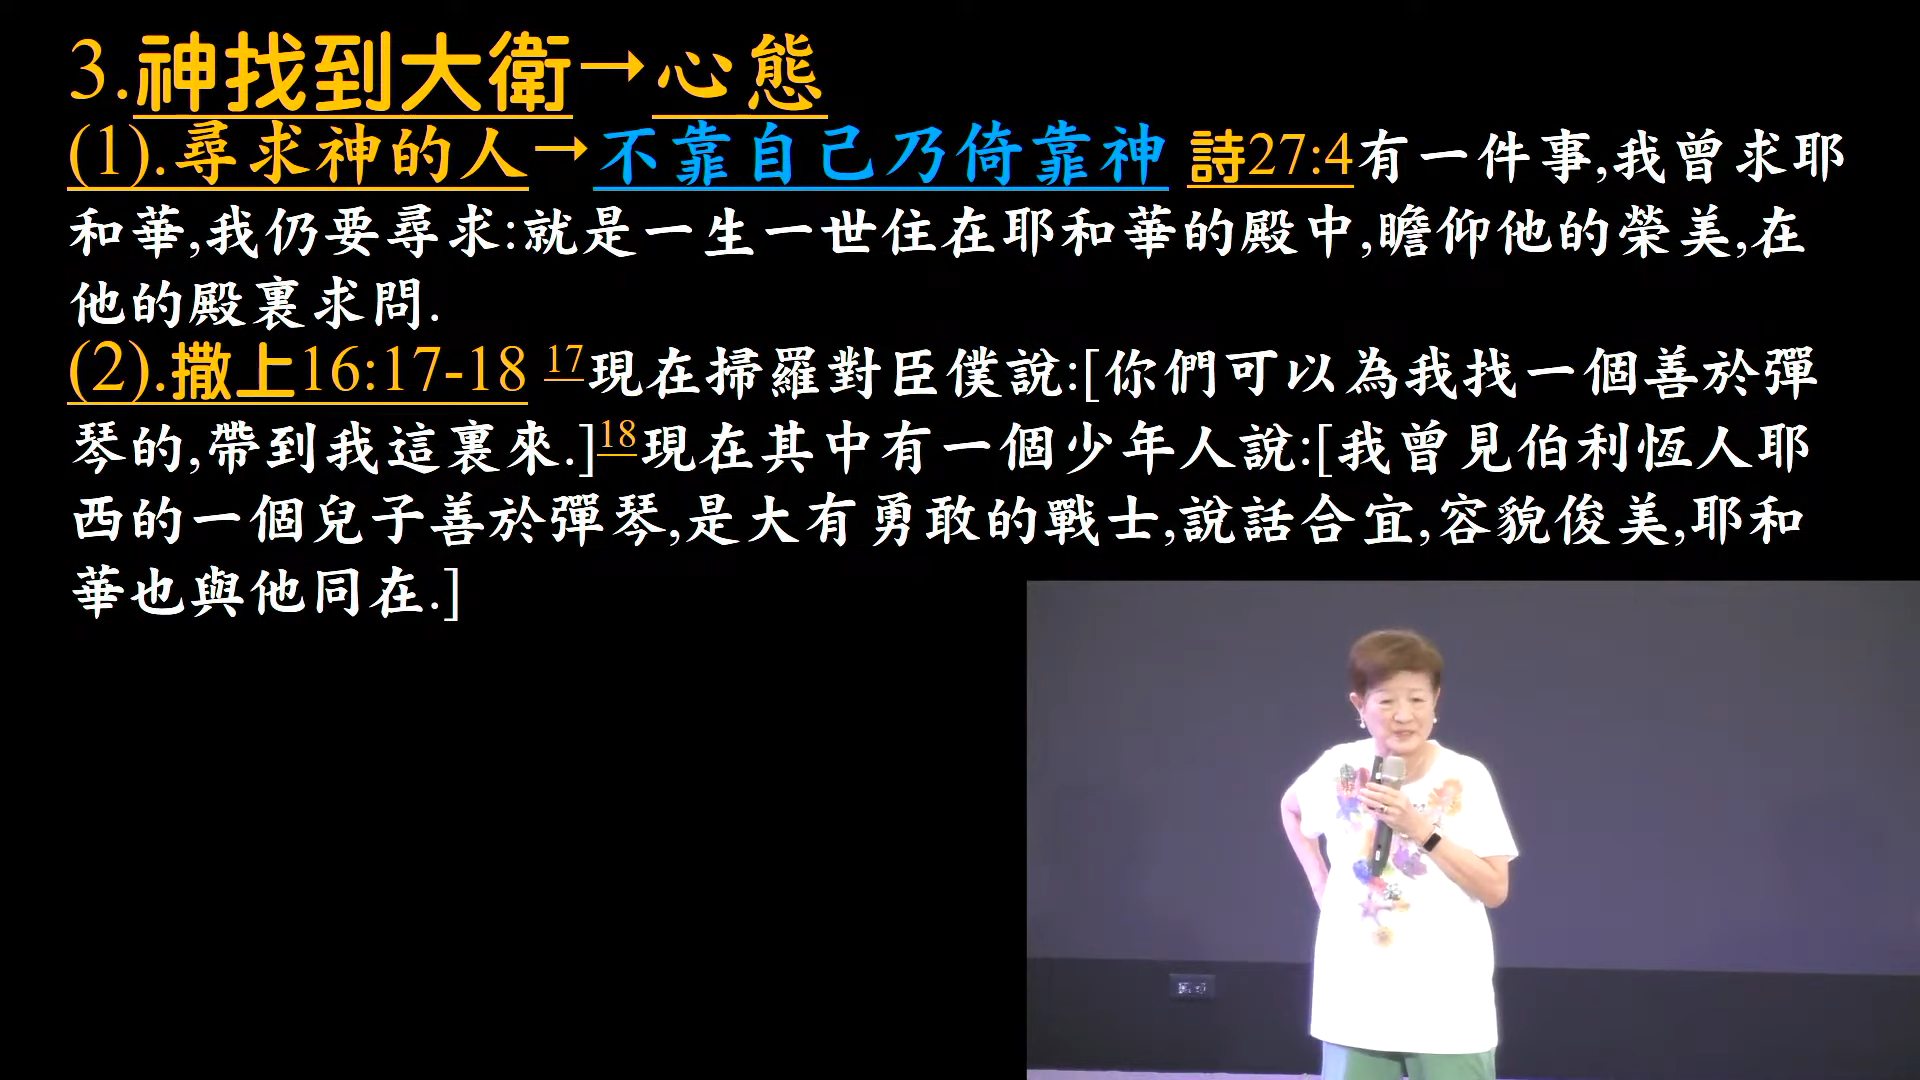 3.神找到大衛→心態
(1).尋求神的人→不靠自己乃倚靠神 詩27:4有一件事,我曾求耶
和華,我仍要尋求:就是一生一世住在耶和華的殿中,瞻仰他的榮美,在
他的殿裏求問.
(2).撒上16:17-18 17現在掃羅對臣僕說:[你們可以為我找一個善於彈
琴的,帶到我這裏來.]18現在其中有一個少年人說:[我曾見伯利恆人耶
西的一個兒子善於彈琴,是大有勇敢的戰士,說話合宜,容貌俊美,耶和
華也與他同在.]